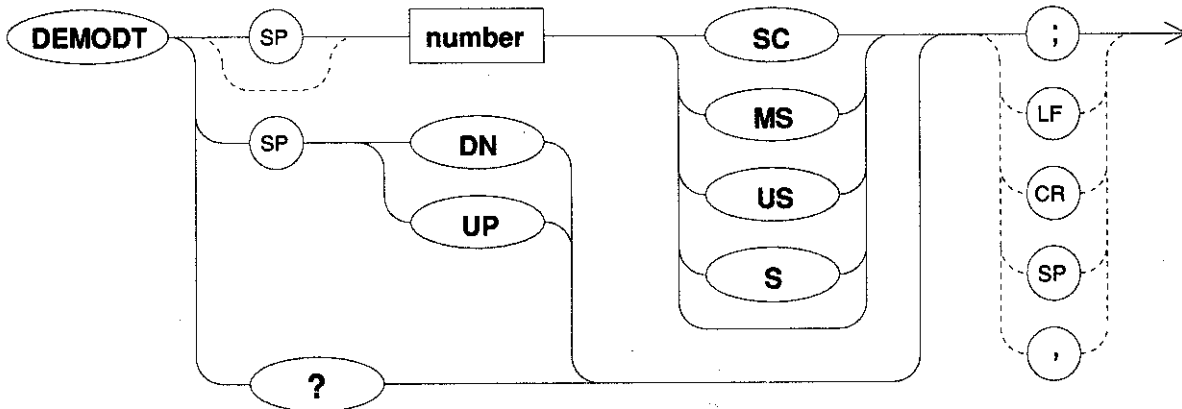 DEMODT SP number SC ;
MS LF
SP DN
US CR
UP
S SP
? ,